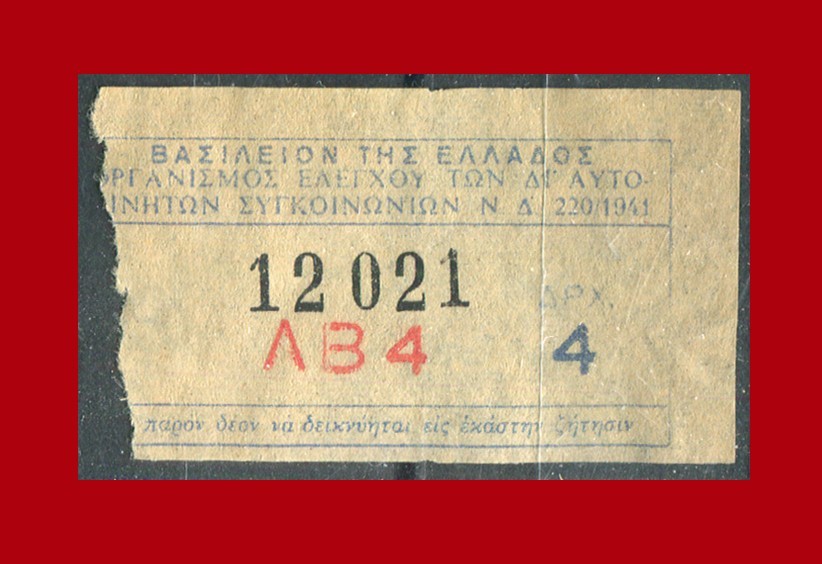 ΒΑΣΙΛΕΙΟΝ ΤΗΣ ΕΛΛΑΔΟΣ
ΟΡΓΑΝΙΣΜΟΣ ΕΛΕΓΧΟΥ ΤΩΝ ΔΙ' ΑΥΤΟ-
ΙΝΗΤΩΝ ΣΥΓΚΟΙΝΩΝΙΩΝ Ν Δ 220/1941
12021
ΔΡΧ.
ΛΒ4
4
παρὸν δέον νὰ δεικνύηται εἰς ἑκάστην ζήτησιν